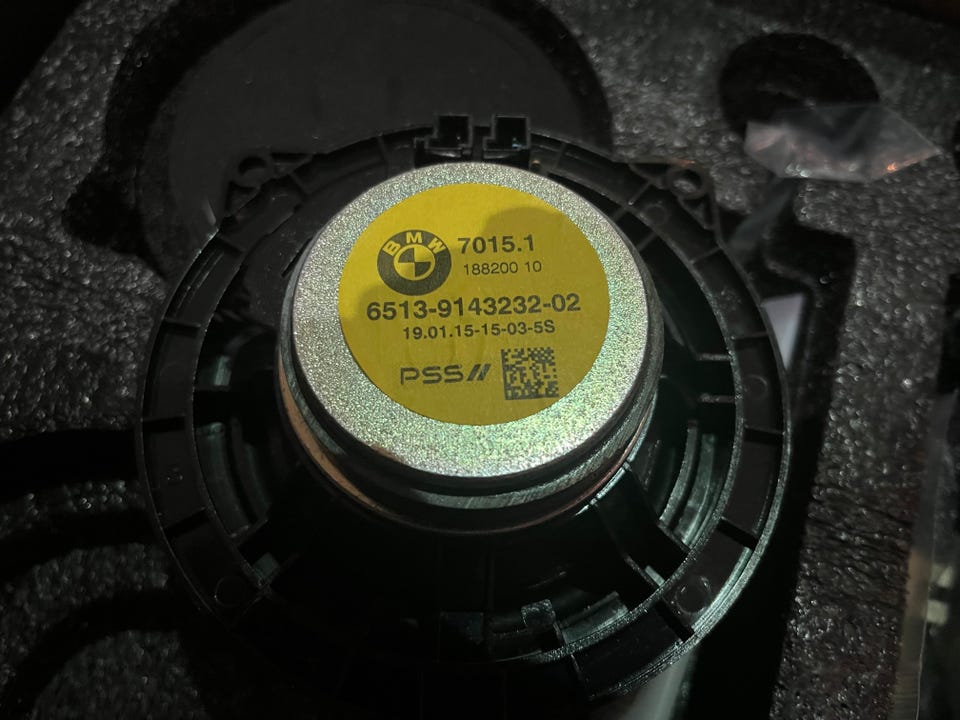 BMW
7015.1
188200 10
6513-9143232-02
19.01.15-15-03-5S
PSS//